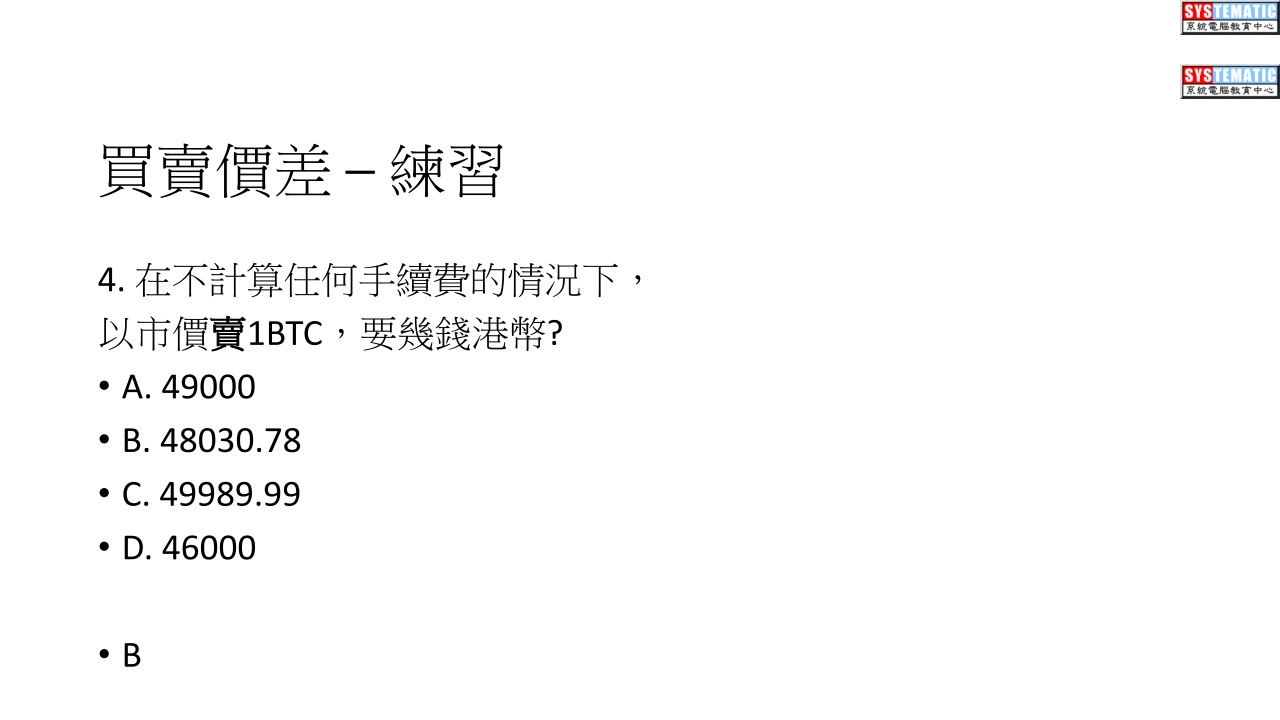 SYSTEMATIC
系統電腦教育中心
SYSTEMATIC
系統電腦教育中心
買賣價差 – 練習
4. 在不計算任何手續費的情況下，
以市價賣1BTC，要幾錢港幣?
• A. 49000
• B. 48030.78
• C. 49989.99
• D. 46000
• B